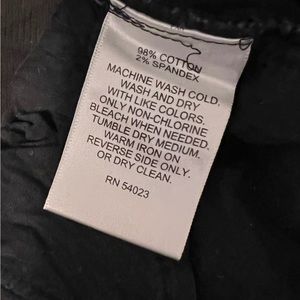 98% COTTON
2% SPANDEX
MACHINE WASH COLD,
WASH AND DRY
WITH LIKE COLORS.
ONLY NON-CHLORINE
BLEACH WHEN NEEDED.
TUMBLE DRY MEDIUM.
WARM IRON ON
REVERSE SIDE ONLY.
OR DRY CLEAN.
RN 54023